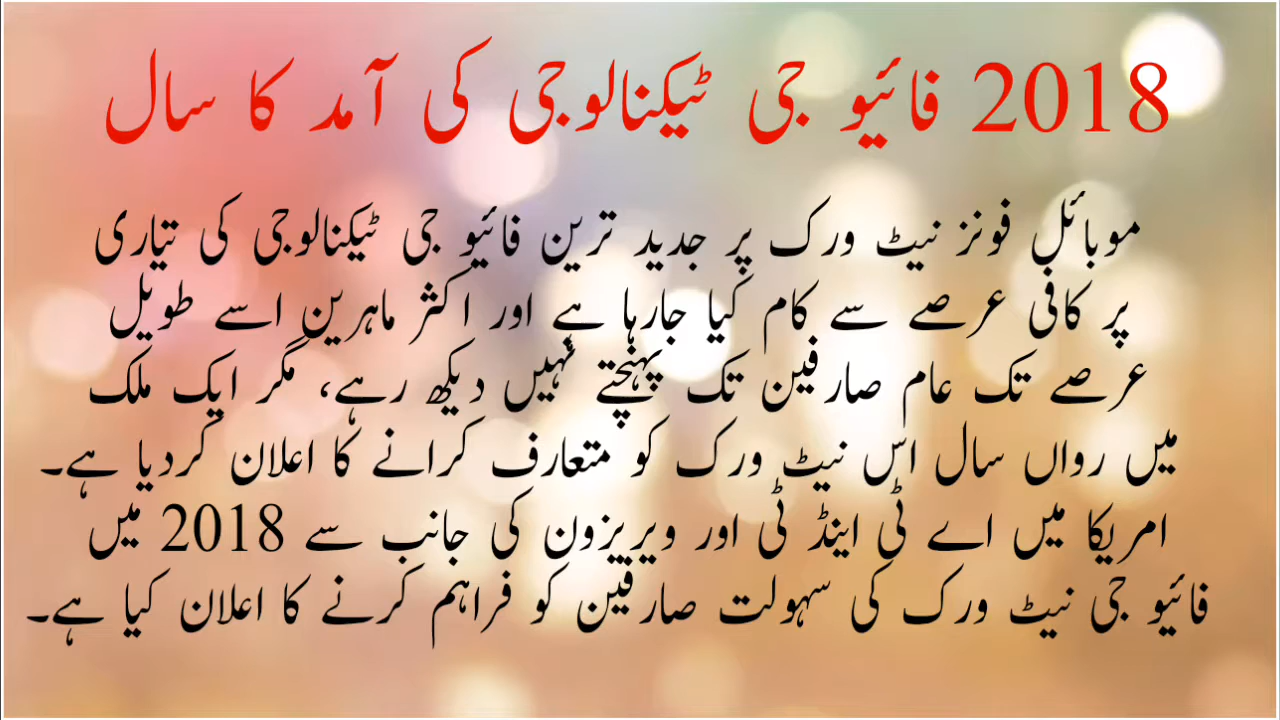 2018 فائیو جی ٹیکنالوجی کی آمد کا سال
موبائل فونز نیٹ ورک پر جدید ترین فائیو جی ٹیکنالوجی کی تیاری
پر کافی عرصے سے کام کیا جارہا ہے اور اکثر ماہرین اسے طویل
عرصے تک عام صارفین تک پہنچتے نہیں دیکھ رہے، مگر ایک ملک
میں رواں سال اس نیٹ ورک کو متعارف کرانے کا اعلان کردیا ہے۔
امریکا میں اے ٹی اینڈ ٹی اور ویریزون کی جانب سے 2018 میں
فائیو جی نیٹ ورک کی سہولت صارفین کو فراہم کرنے کا اعلان کیا ہے۔